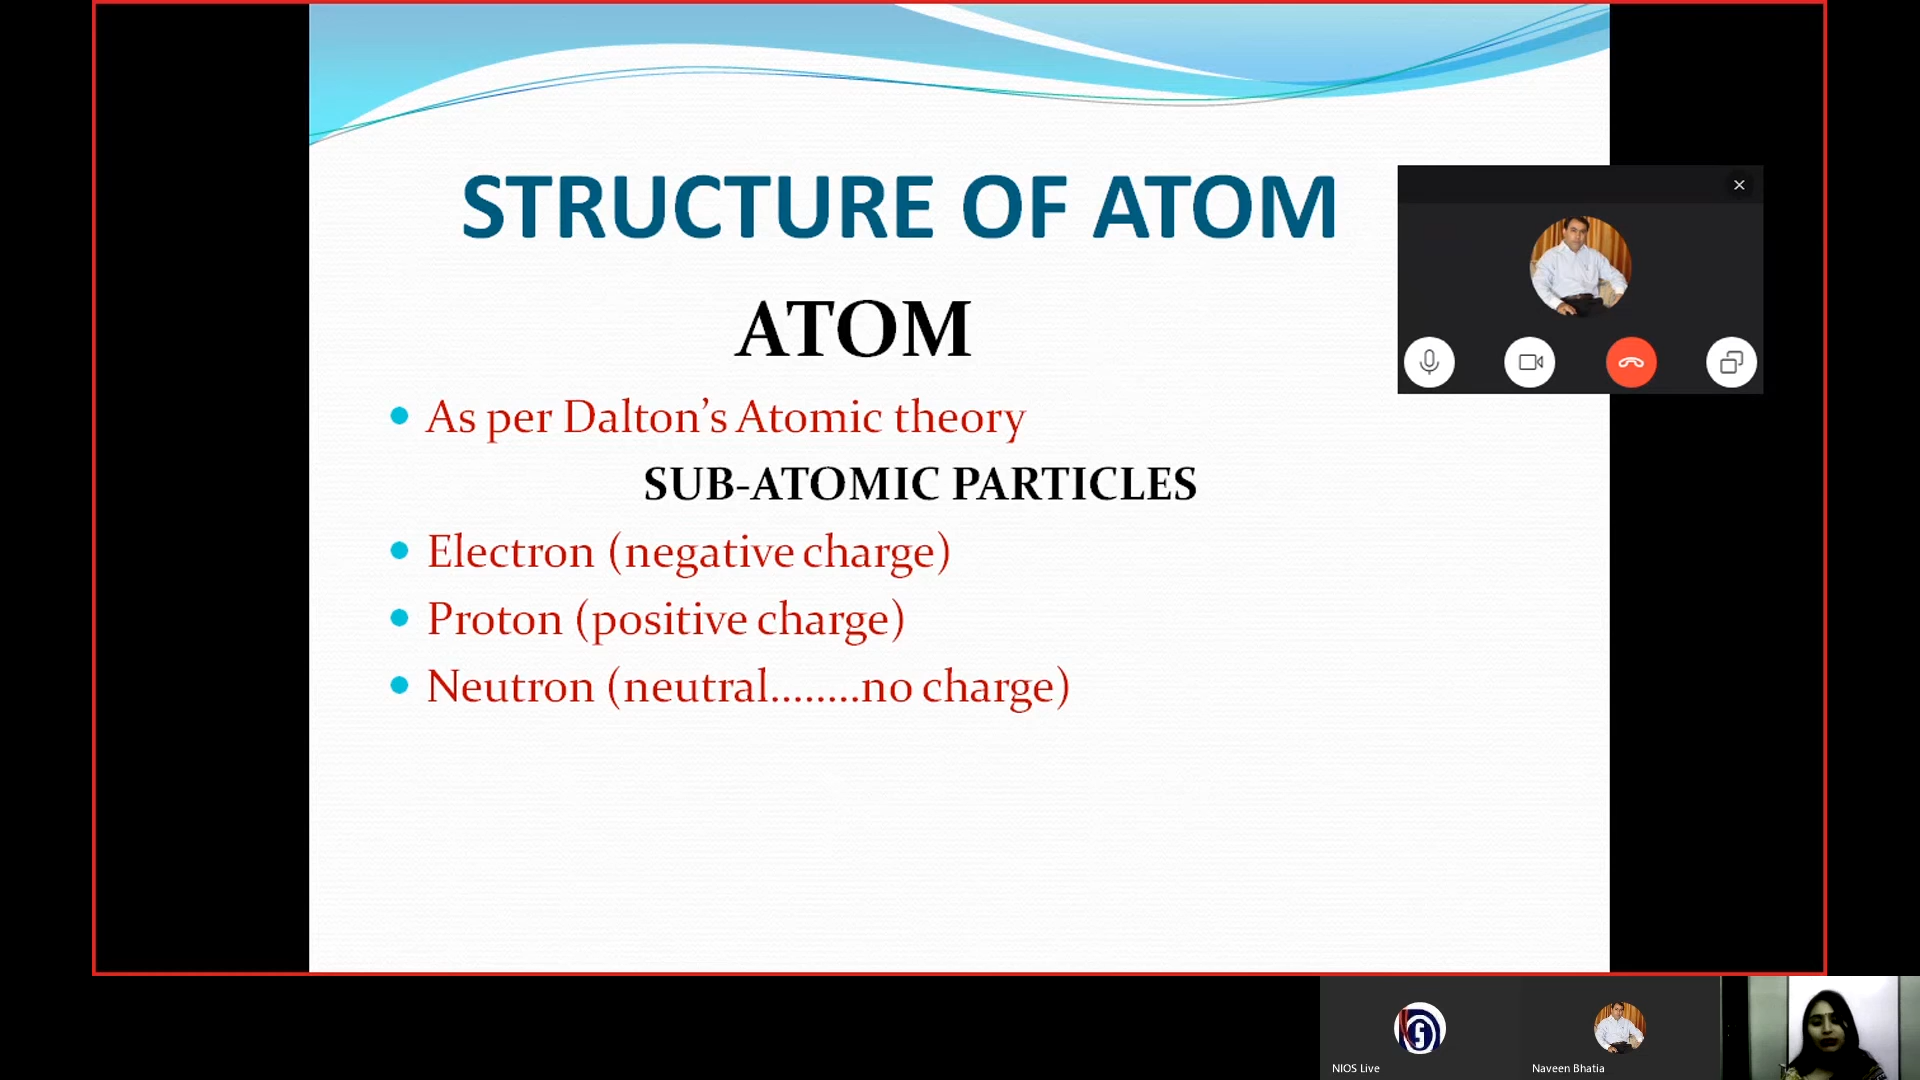 STRUCTURE OF ATOM
ATOM
As per Dalton’s Atomic theory
SUB-ATOMIC PARTICLES
Electron (negative charge)
Proton (positive charge)
Neutron (neutral........no charge)
NIOS Live
Naveen Bhatia